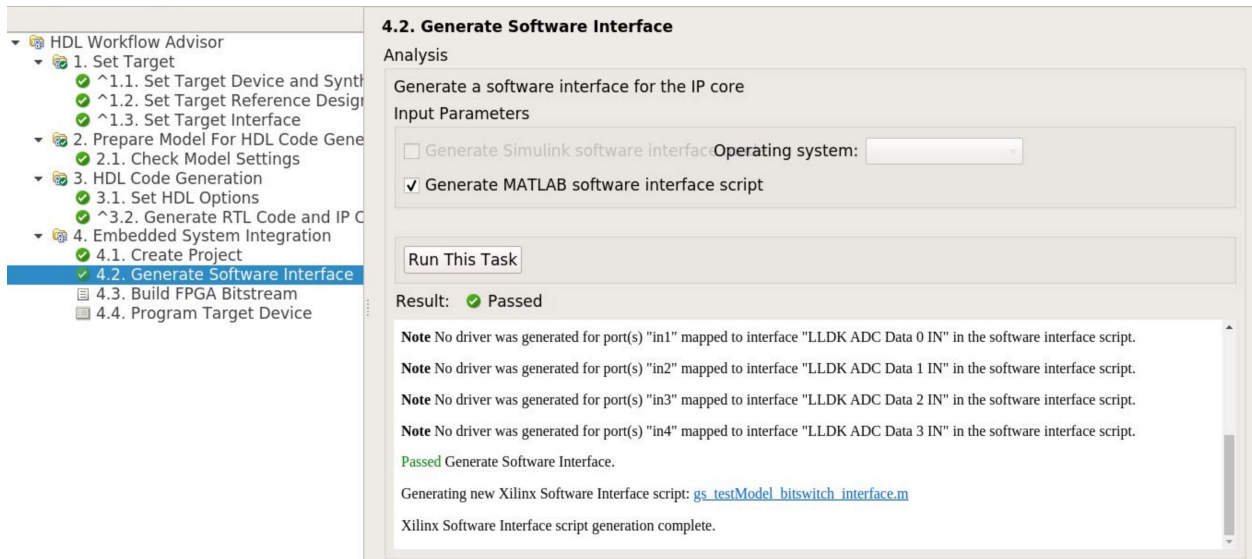 HDL Workflow Advisor
1. Set Target
^1.1. Set Target Device and Synth
^1.2. Set Target Reference Design
^1.3. Set Target Interface
2. Prepare Model For HDL Code Gene
2.1. Check Model Settings
3. HDL Code Generation
3.1. Set HDL Options
^3.2. Generate RTL Code and IP C
4. Embedded System Integration
4.1. Create Project
4.2. Generate Software Interface
4.3. Build FPGA Bitstream
4.4. Program Target Device
4.2. Generate Software Interface
Analysis
Generate a software interface for the IP core
Input Parameters
Generate Simulink software interface Operating system:
Generate MATLAB software interface script
Run This Task
Result: Passed
Note No driver was generated for port(s) "in1" mapped to interface "LLDK ADC Data 0 IN" in the software interface script.
Note No driver was generated for port(s) "in2" mapped to interface "LLDK ADC Data 1 IN" in the software interface script.
Note No driver was generated for port(s) "in3" mapped to interface "LLDK ADC Data 2 IN" in the software interface script.
Note No driver was generated for port(s) "in4" mapped to interface "LLDK ADC Data 3 IN" in the software interface script.
Passed Generate Software Interface.
Generating new Xilinx Software Interface script: gs_testModel_bitswitch_interface.m
Xilinx Software Interface script generation complete.